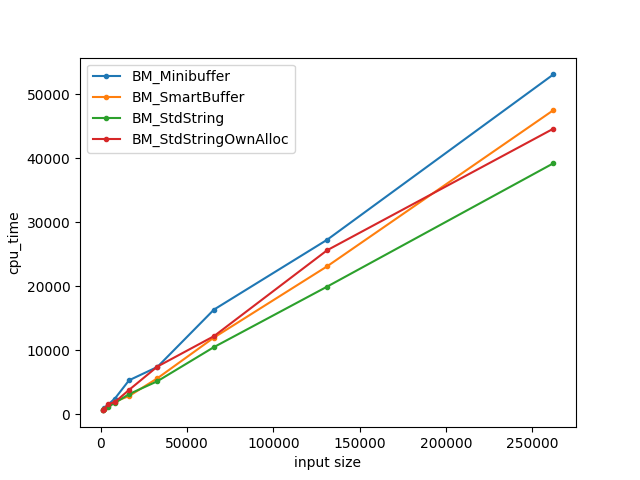 BM_Minibuffer
BM_SmartBuffer
BM_StdString
BM_StdStringOwnAlloc
50000
40000
30000
20000
10000
0
cpu_time
0
50000
100000
150000
200000
250000
input size